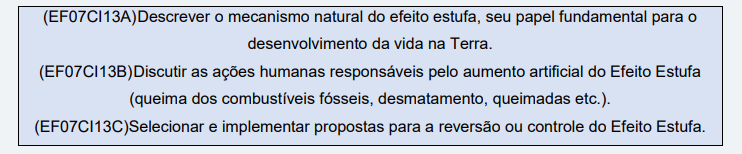 (EF07CI13A)Descrever o mecanismo natural do efeito estufa, seu papel fundamental para o
desenvolvimento da vida na Terra.
(EF07CI13B)Discutir as ações humanas responsáveis pelo aumento artificial do Efeito Estufa
(queima dos combustíveis fósseis, desmatamento, queimadas etc.).
(EF07CI13C)Selecionar e implementar propostas para a reversão ou controle do Efeito Estufa.